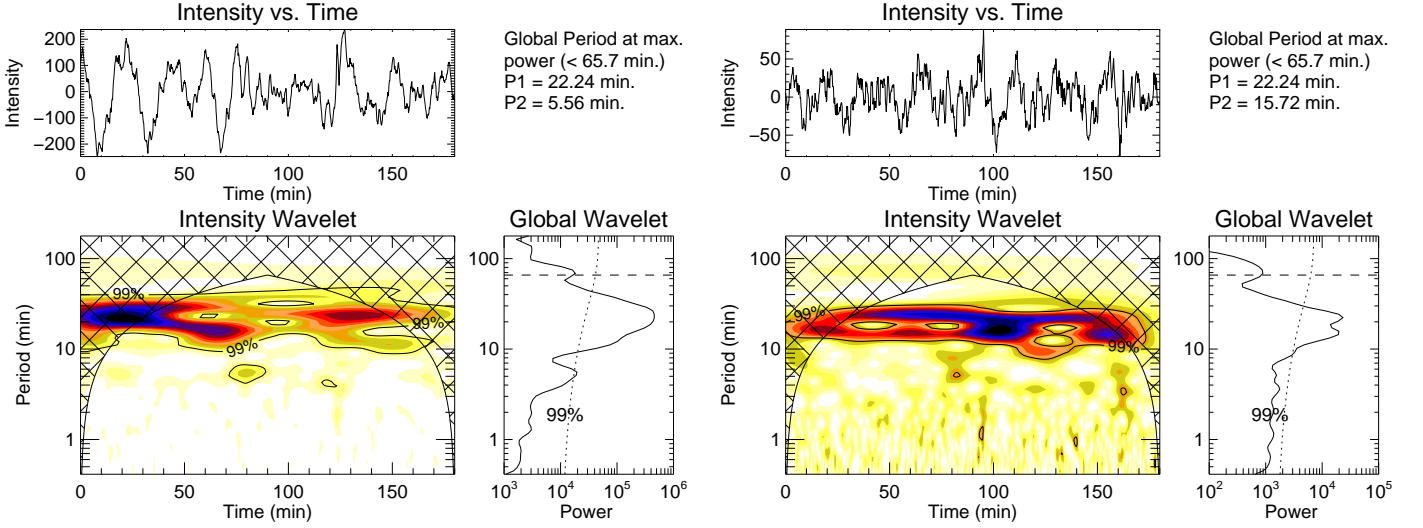 Intensity vs. Time
200
100
0
−100
−200
Intensity
0 50 100 150
Time (min)
Global Period at max.
power (< 65.7 min.)
P1 = 22.24 min.
P2 = 5.56 min.
Intensity Wavelet
100
10
1
Period (min)
99%
99%
99%
0 50 100 150
Time (min)
Global Wavelet
100
10
1
99%
10³ 10⁴ 10⁵ 10⁶
Power
Intensity vs. Time
50
0
−50
Intensity
0 50 100 150
Time (min)
Global Period at max.
power (< 65.7 min.)
P1 = 22.24 min.
P2 = 15.72 min.
Intensity Wavelet
100
10
1
Period (min)
99%
99%
0 50 100 150
Time (min)
Global Wavelet
100
10
1
99%
10² 10³ 10⁴ 10⁵
Power